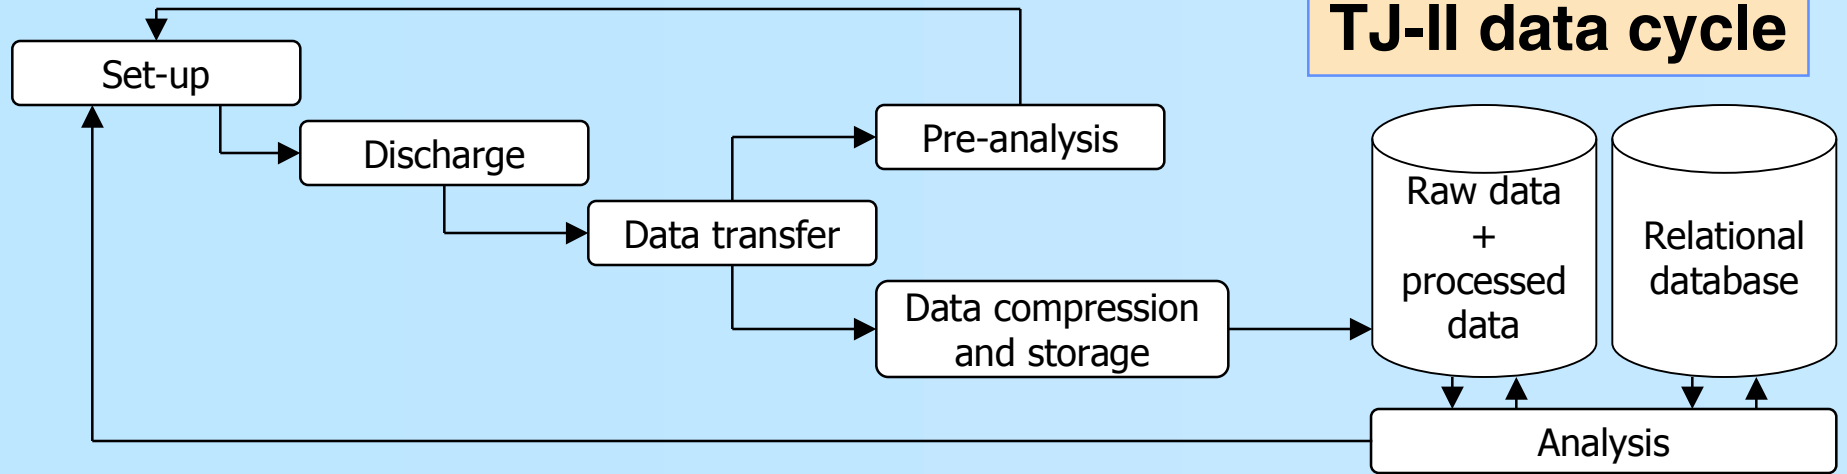 TJ-II data cycle
Set-up
Discharge
Data transfer
Pre-analysis
Data compression
and storage
Raw data
+
processed
data
Relational
database
Analysis